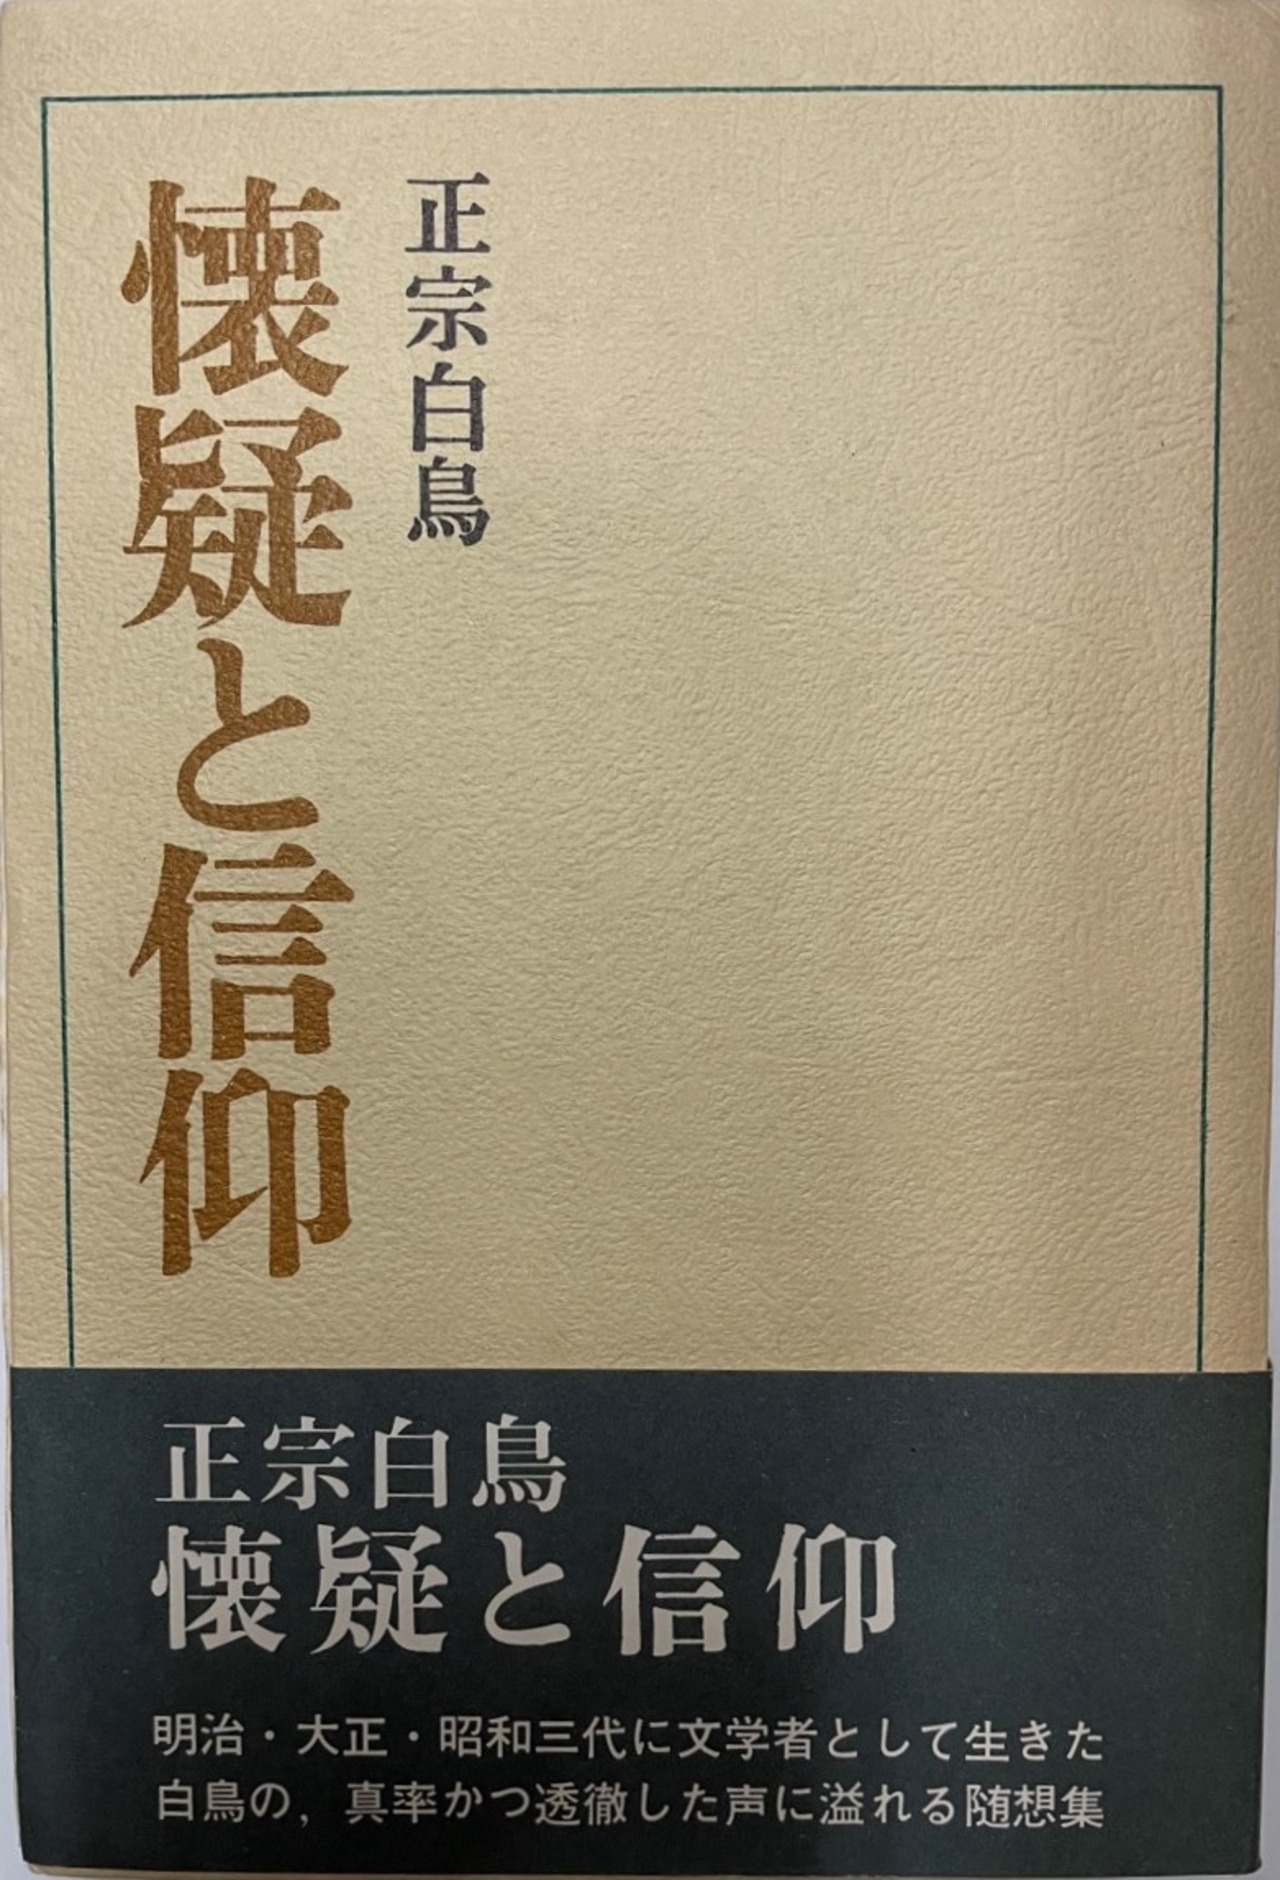 正宗白鳥
懐疑と信仰
正宗白鳥
懐疑と信仰
明治・大正・昭和三代に文学者として生きた
白鳥の，真率かつ透徹した声に溢れる随想集